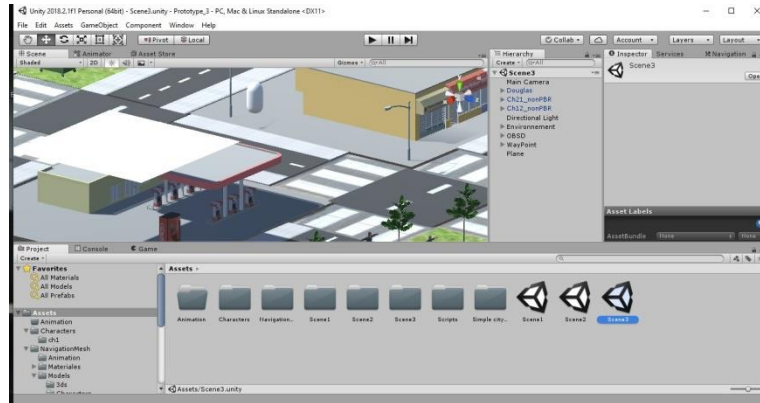 Unity 2018.2.1f1 Personal (64bit) - Scene3.unity - Prototype_3 - PC, Mac & Linux Standalone <DX11>
File Edit Assets GameObject Component Window Help
Pivot Local Collab Account Layers Layout
Scene Animator Asset Store
Shaded 2D Gizmos All
Hierarchy
Create All
Scene3
Main Camera
Douglas
Ch21_nonPBR
Ch12_nonPBR
Directional Light
Environnement
OBSD
WayPoint
Plane
Inspector Services Navigation
Scene3
Ope
Asset Labels
AssetBundle None None
Project Console Game
Create
Favorites
All Materials
All Models
All Prefabs
Assets
Animation
Characters
ch1
NavigationMesh
Animation
Materiales
Models
3ds
Characters
Assets
Animation Characters Navigation... Scene1 Scene2 Scene3 Scripts Simple city... Scene1 Scene2 Scene3
Assets/Scene3.unity